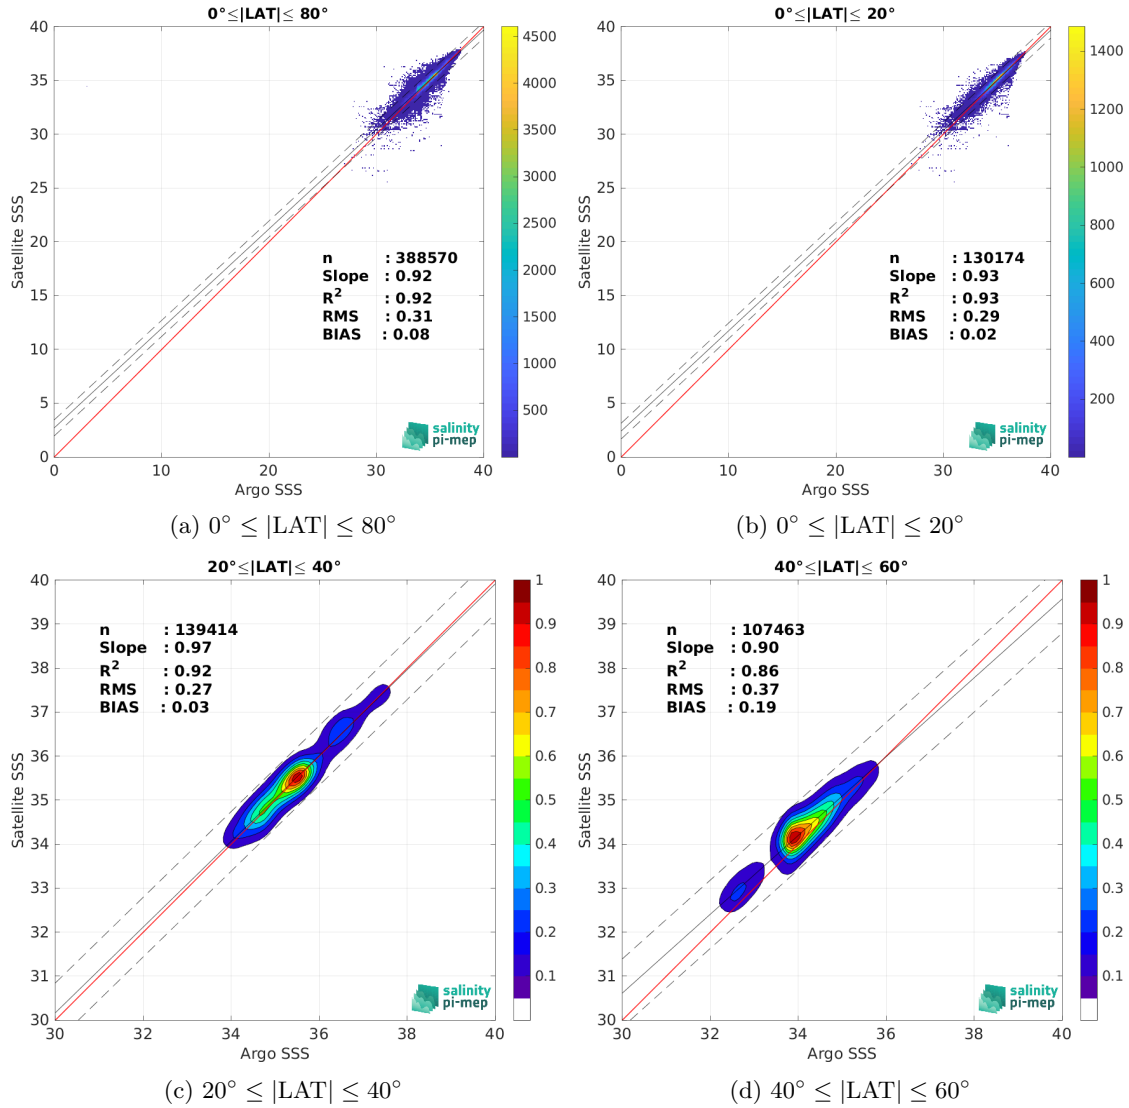 0°≤|LAT|≤ 80°
40
35
30
25
20
15
10
5
0
Satellite SSS
0
10
20
30
40
Argo SSS
n : 388570
Slope : 0.92
R² : 0.92
RMS : 0.31
BIAS : 0.08
salinity
pi-mep
4500
4000
3500
3000
2500
2000
1500
1000
500
(a) 0° ≤ |LAT| ≤ 80°
0°≤|LAT|≤ 20°
40
35
30
25
20
15
10
5
0
Satellite SSS
0
10
20
30
40
Argo SSS
n : 130174
Slope : 0.93
R² : 0.93
RMS : 0.29
BIAS : 0.02
salinity
pi-mep
1400
1200
1000
800
600
400
200
(b) 0° ≤ |LAT| ≤ 20°
20°≤|LAT|≤ 40°
40
39
38
37
36
35
34
33
32
31
30
Satellite SSS
30
32
34
36
38
40
Argo SSS
n : 139414
Slope : 0.97
R² : 0.92
RMS : 0.27
BIAS : 0.03
salinity
pi-mep
1
0.9
0.8
0.7
0.6
0.5
0.4
0.3
0.2
0.1
(c) 20° ≤ |LAT| ≤ 40°
40°≤|LAT|≤ 60°
40
39
38
37
36
35
34
33
32
31
30
Satellite SSS
30
32
34
36
38
40
Argo SSS
n : 107463
Slope : 0.90
R² : 0.86
RMS : 0.37
BIAS : 0.19
salinity
pi-mep
1
0.9
0.8
0.7
0.6
0.5
0.4
0.3
0.2
0.1
(d) 40° ≤ |LAT| ≤ 60°